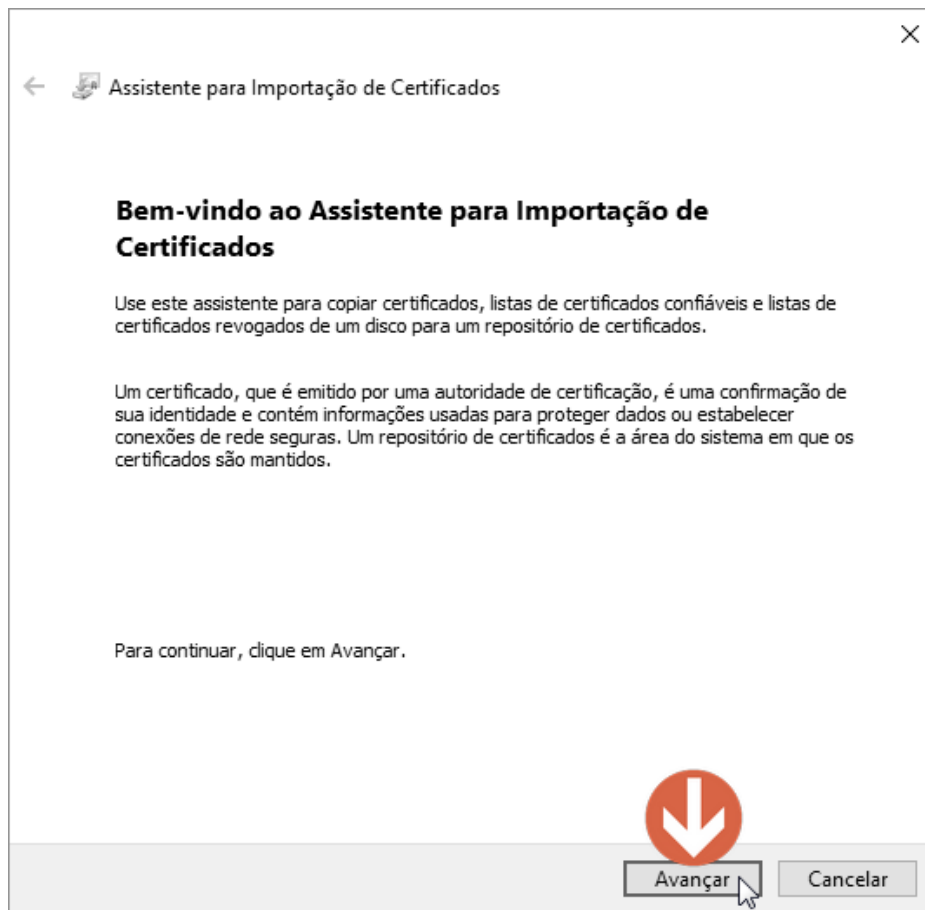 Assistente para Importação de Certificados
Bem-vindo ao Assistente para Importação de
Certificados
Use este assistente para copiar certificados, listas de certificados confiáveis e listas de
certificados revogados de um disco para um repositório de certificados.
Um certificado, que é emitido por uma autoridade de certificação, é uma confirmação de
sua identidade e contém informações usadas para proteger dados ou estabelecer
conexões de rede seguras. Um repositório de certificados é a área do sistema em que os
certificados são mantidos.
Para continuar, clique em Avançar.
Avançar
Cancelar